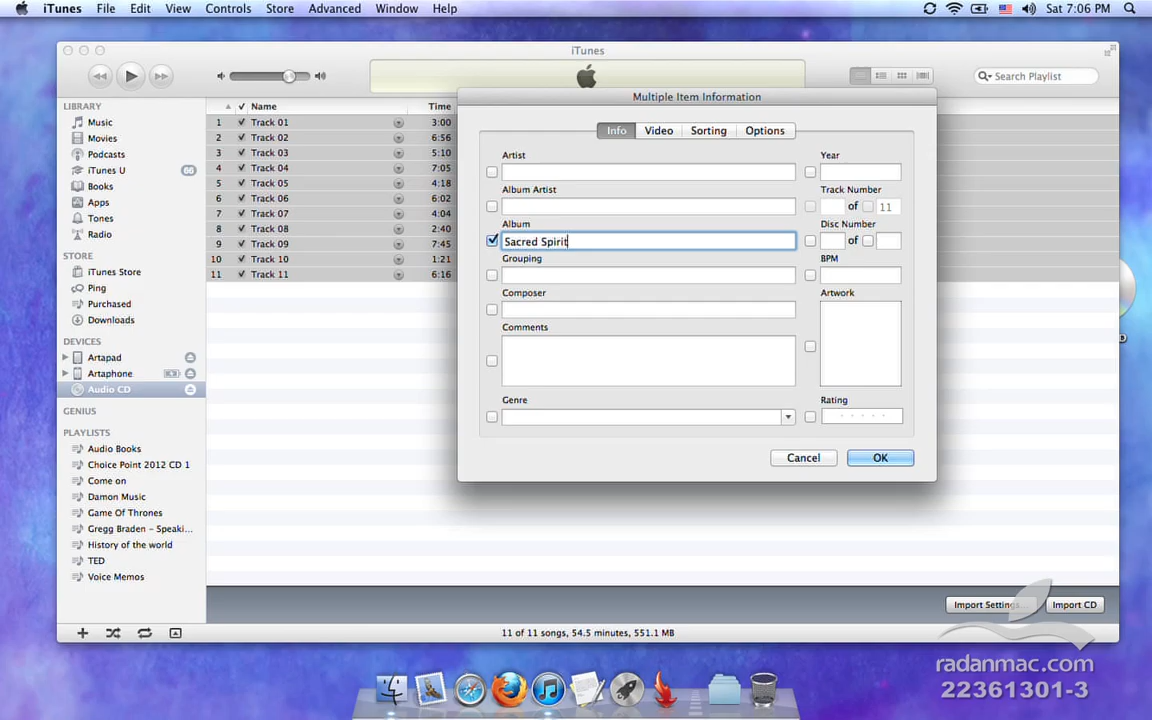 iTunes File Edit View Controls Store Advanced Window Help
Sat 7:06 PM
iTunes
Search Playlist
LIBRARY
Music
Movies
Podcasts
iTunes U 66
Books
Apps
Tones
Radio
STORE
iTunes Store
Ping
Purchased
Downloads
DEVICES
Artapad
Artaphone
Audio CD
GENIUS
PLAYLISTS
Audio Books
Choice Point 2012 CD 1
Come on
Damon Music
Game Of Thrones
Gregg Braden – Speaki...
History of the world
TED
Voice Memos
Name Time
1 Track 01 3:00
2 Track 02 6:56
3 Track 03 5:10
4 Track 04 7:05
5 Track 05 4:18
6 Track 06 6:02
7 Track 07 4:04
8 Track 08 2:40
9 Track 09 7:45
10 Track 10 1:21
11 Track 11 6:16
Multiple Item Information
Info Video Sorting Options
Artist
Year
Album Artist
Track Number
of 11
Album
Disc Number
Sacred Spirit
of
Grouping
BPM
Composer
Artwork
Comments
Genre
Rating
Cancel OK
Import Settings... Import CD
11 of 11 songs, 54.5 minutes, 551.1 MB
radanmac.com
22361301-3